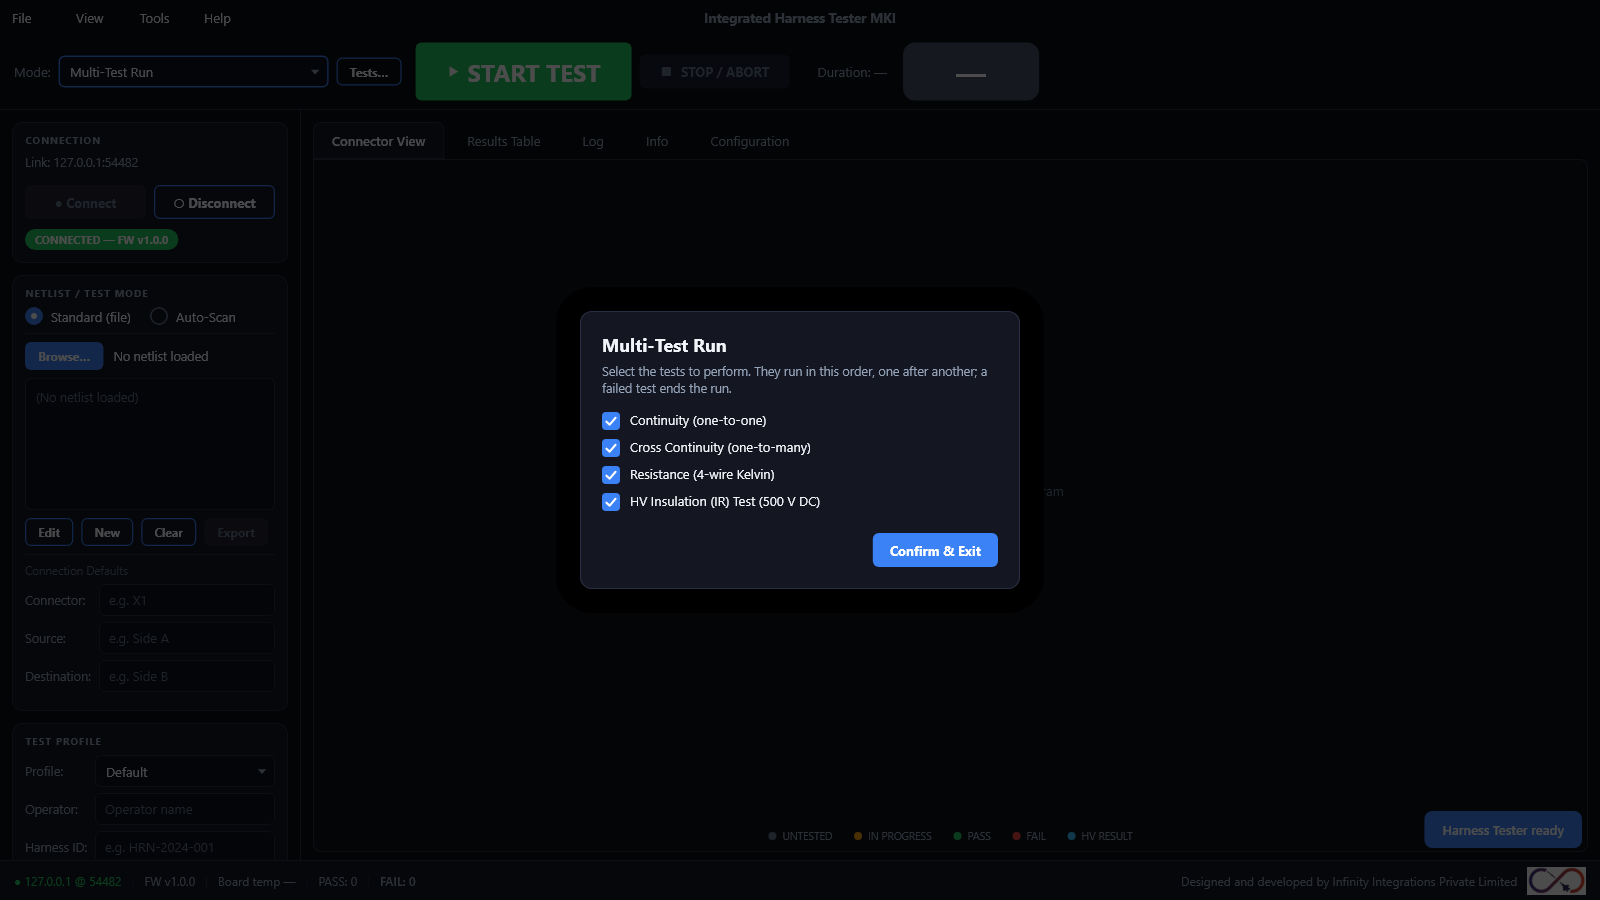 File View Tools Help
Integrated Harness Tester MKI
Mode: Multi-Test Run Tests... START TEST STOP / ABORT Duration: —
CONNECTION
Link: 127.0.0.1:54482
Connect Disconnect
CONNECTED — FW v1.0.0
NETLIST / TEST MODE
Standard (file) Auto-Scan
Browse... No netlist loaded
(No netlist loaded)
Edit New Clear Export
Connection Defaults
Connector: e.g. X1
Source: e.g. Side A
Destination: e.g. Side B
TEST PROFILE
Profile: Default
Operator: Operator name
Harness ID: e.g. HRN-2024-001
Connector View Results Table Log Info Configuration
Multi-Test Run
Select the tests to perform. They run in this order, one after another; a
failed test ends the run.
Continuity (one-to-one)
Cross Continuity (one-to-many)
Resistance (4-wire Kelvin)
HV Insulation (IR) Test (500 V DC)
Confirm & Exit
UNTESTED IN PROGRESS PASS FAIL HV RESULT
Harness Tester ready
127.0.0.1 @ 54482 FW v1.0.0 Board temp — PASS: 0 FAIL: 0
Designed and developed by Infinity Integrations Private Limited